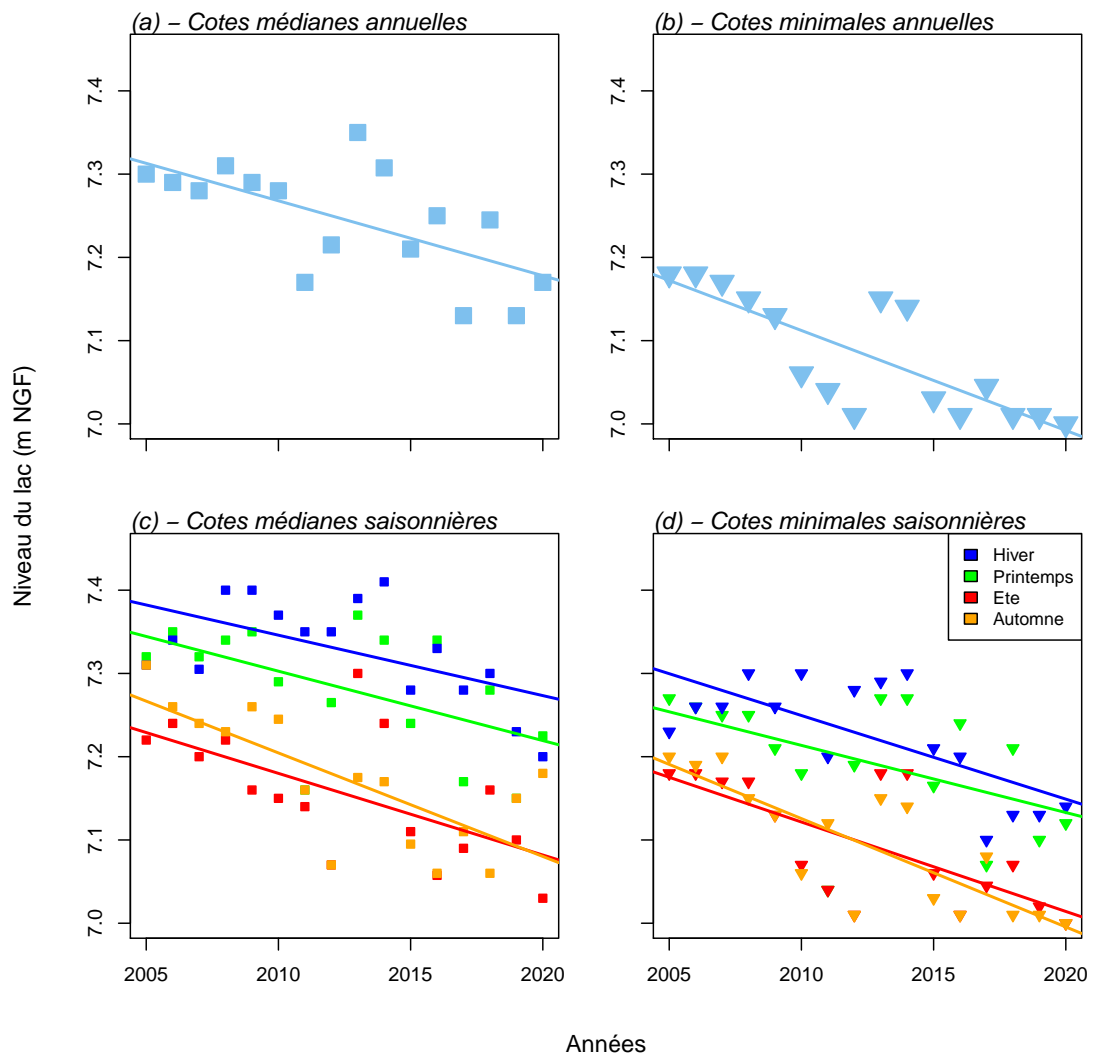 (a) − Cotes médianes annuelles
(b) − Cotes minimales annuelles
7.4
7.3
7.2
7.1
7.0
7.4
7.3
7.2
7.1
7.0
Niveau du lac (m NGF)
(c) − Cotes médianes saisonnières
(d) − Cotes minimales saisonnières
7.4
7.3
7.2
7.1
7.0
Hiver
Printemps
Ete
Automne
2005 2010 2015 2020
2005 2010 2015 2020
Années